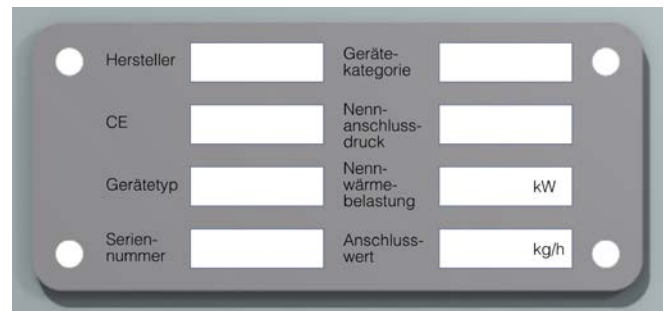 Hersteller
Geräte-
kategorie
CE
Nenn-
anschluss-
druck
Gerätetyp
Nenn-
wärme-
belastung
kW
Serien-
nummer
Anschluss-
wert
kg/h